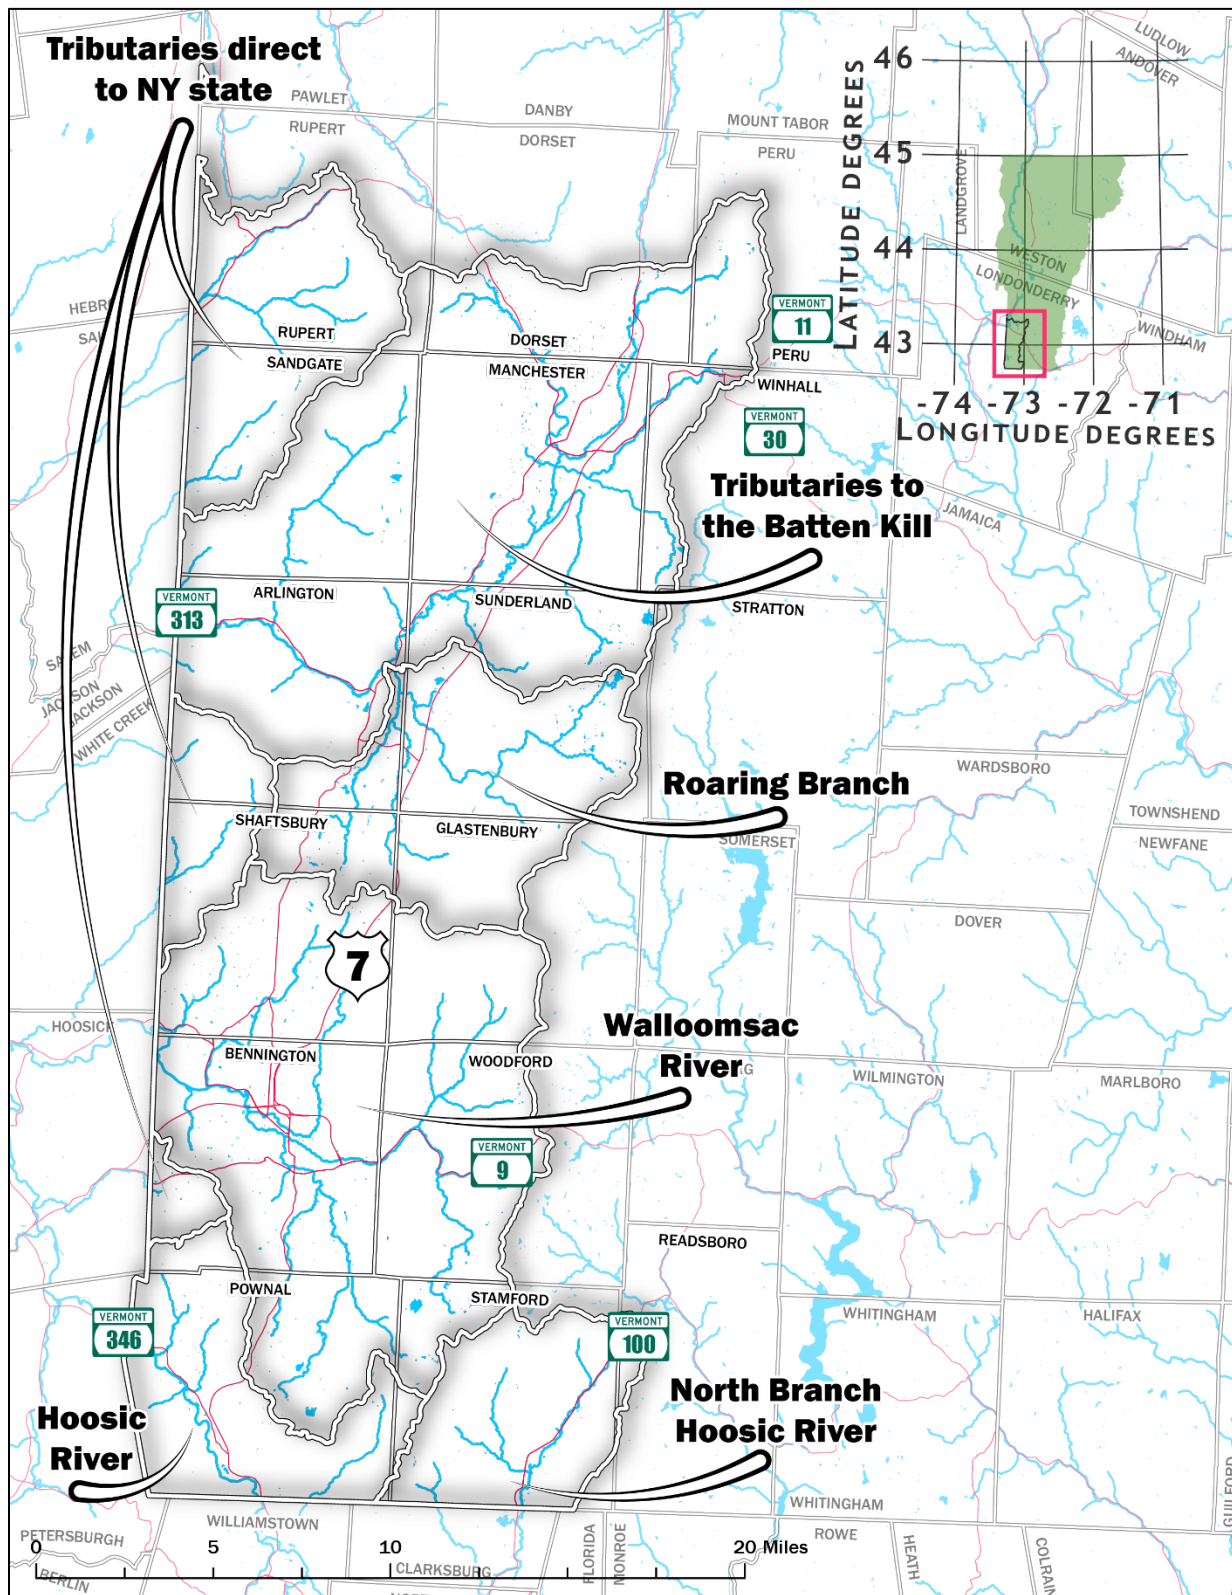 Tributaries direct
to NY state
LUDLOW
ANDOVER
PAWLET
RUPERT
DANBY
DORSET
MOUNT TABOR
PERU
LANDGROVE
LATITUDE DEGREES
46
45
44
43
-74 -73 -72 -71
LONGITUDE DEGREES
WESTON
LONDONDERRY
WINDHAM
HEBRO
SAL
RUPERT
SANDGATE
DORSET
MANCHESTER
VERMONT
11
PERU
WINHALL
VERMONT
30
Tributaries to
the Batten Kill
JAMAICA
VERMONT
313
ARLINGTON
SUNDERLAND
STRATTON
SALEM
JACKSON
JACKSON
WHITE CREEK
Roaring Branch
WARDSBORO
SHAFTSBURY
GLASTENBURY
SOMERSET
TOWNSHEND
NEWFANE
DOVER
7
HOOSICK
Walloomsac
River
G
BENNINGTON
WOODFORD
WILMINGTON
MARLBORO
VERMONT
9
READSBORO
POWNAL
STAMFORD
VERMONT
346
VERMONT
100
WHITINGHAM
HALIFAX
Hoosic
River
North Branch
Hoosic River
GUILFORD
WHITINGHAM
PETERSBURGH
WILLIAMSTOWN
ROWE
0
5
10
20 Miles
BERLIN
CLARKSBURG
FLORIDA
MONROE
HEATH
COLRAIN